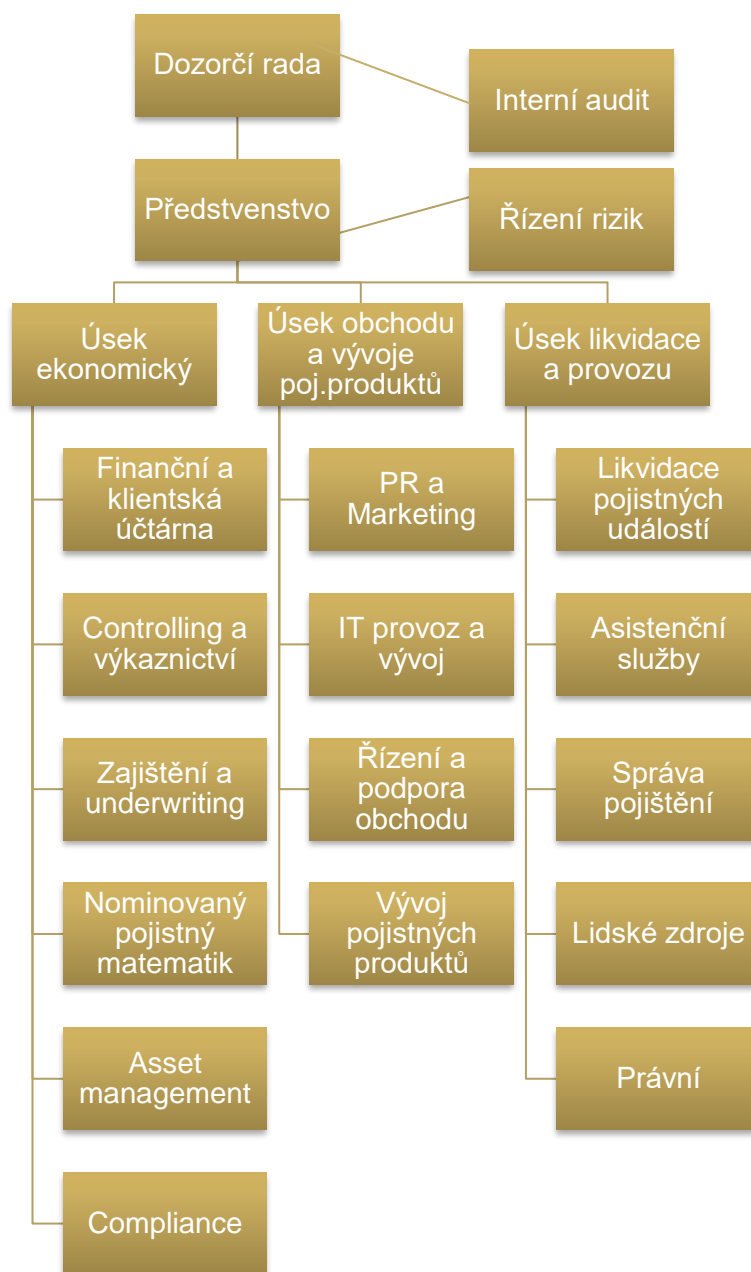 Dozorčí rada
Interní audit
Předstvenstvo
Řízení rizik
Úsek
ekonomický
Úsek obchodu
a vývoje
poj.produktů
Úsek likvidace
a provozu
Finanční a
klientská
účtárna
Controlling a
výkaznictví
Zajištění a
underwriting
Nominovaný
pojistný
matematik
Asset
management
Compliance
PR a
Marketing
IT provoz a
vývoj
Řízení a
podpora
obchodu
Vývoj
pojistných
produktů
Likvidace
pojistných
událostí
Asistenční
služby
Správa
pojištění
Lidské zdroje
Právní